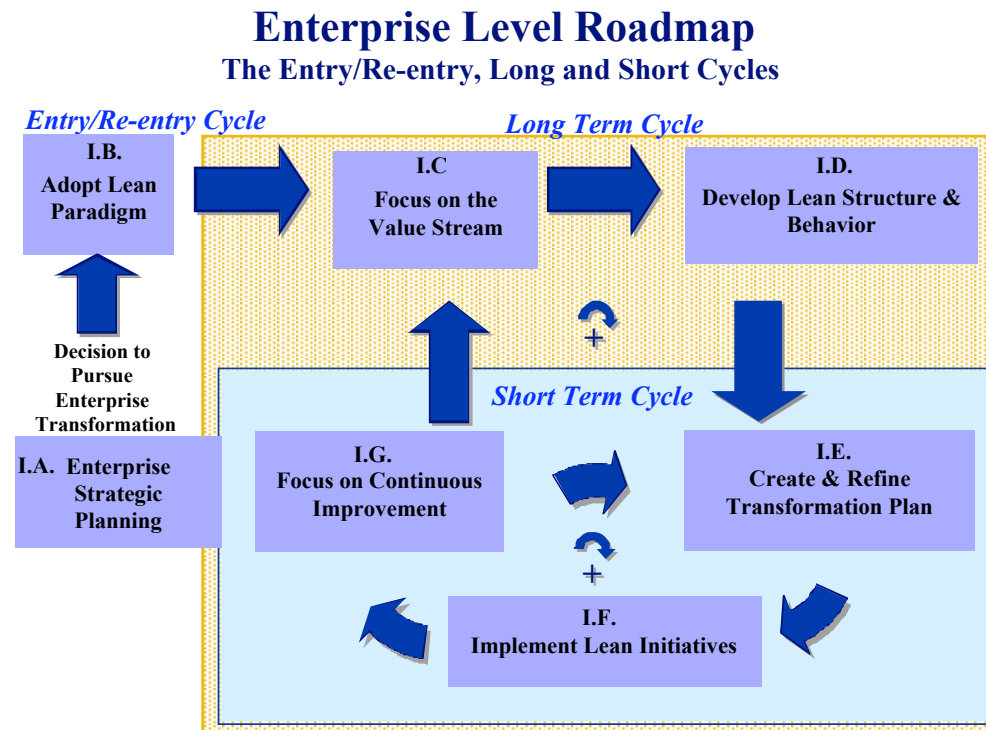 Enterprise Level Roadmap
The Entry/Re-entry, Long and Short Cycles
Entry/Re-entry Cycle
Long Term Cycle
I.B.
Adopt Lean
Paradigm
I.C
Focus on the
Value Stream
I.D.
Develop Lean Structure &
Behavior
+
Decision to
Pursue
Enterprise
Transformation
I.A. Enterprise
Strategic
Planning
Short Term Cycle
I.G.
Focus on Continuous
Improvement
I.E.
Create & Refine
Transformation Plan
+
I.F.
Implement Lean Initiatives